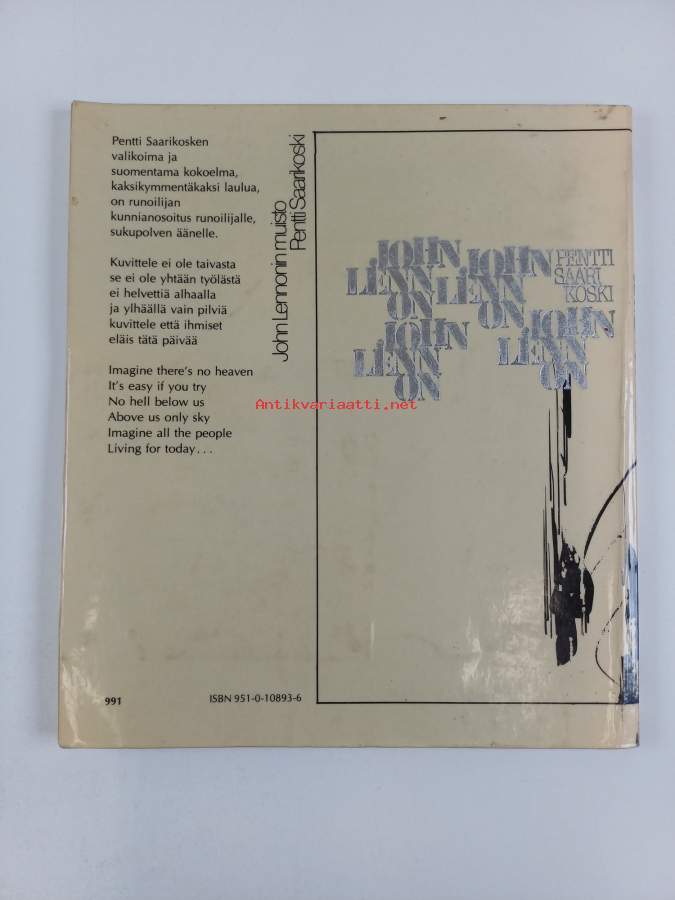 Pentti Saarikosken
valikoima ja
suomentama kokoelma,
kaksikymmentäkaksi laulua,
on runoilijan
kunnianosoitus runoilijalle,
sukupolven äänelle.
Kuvittele ei ole taivasta
se ei ole yhtään työlästä
ei helvettiä alhaalla
ja ylhäällä vain pilviä
kuvittele että ihmiset
eläis tätä päivää
Imagine there's no heaven
It's easy if you try
No hell below us
Above us only sky
Imagine all the people
Living for today...
991
ISBN 951-0-10893-6
John Lennonin muisto
Pentti Saarikoski
JOHN
LENN
ON
JOHN
LENN
ON
PENTTI
SAARI
KOSKI
JOHN
LENN
ON
JOHN
LENN
ON
Antikvariaatti.net